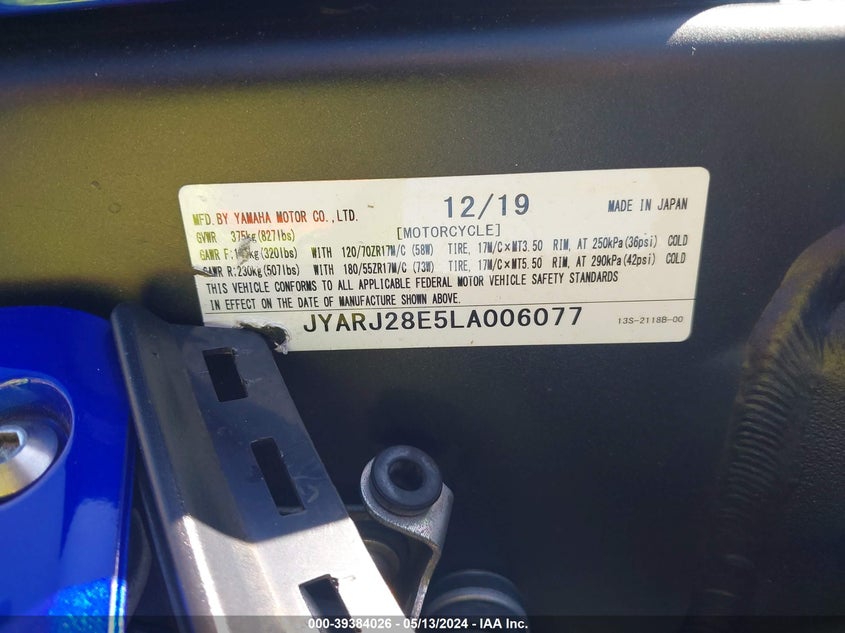 12/19
MADE IN JAPAN
MFD. BY YAMAHA MOTOR CO., LTD.
[MOTORCYCLE]
GVWR 375kg(827lbs)
GAWR F: kg(320lbs) WITH 120/70ZR17M/C (58W) TIRE, 17M/C×MT3.50 RIM, AT 250kPa(36psi) COLD
GAWR R:230kg(507lbs) WITH 180/55ZR17M/C (73W) TIRE, 17M/C×MT5.50 RIM, AT 290kPa(42psi) COLD
THIS VEHICLE CONFORMS TO ALL APPLICABLE FEDERAL MOTOR VEHICLE SAFETY STANDARDS
IN EFFECT ON THE DATE OF MANUFACTURE SHOWN ABOVE.
JYARJ28E5LA006077
13S-2118B-00
000-39384026 - 05/13/2024 - IAA Inc.